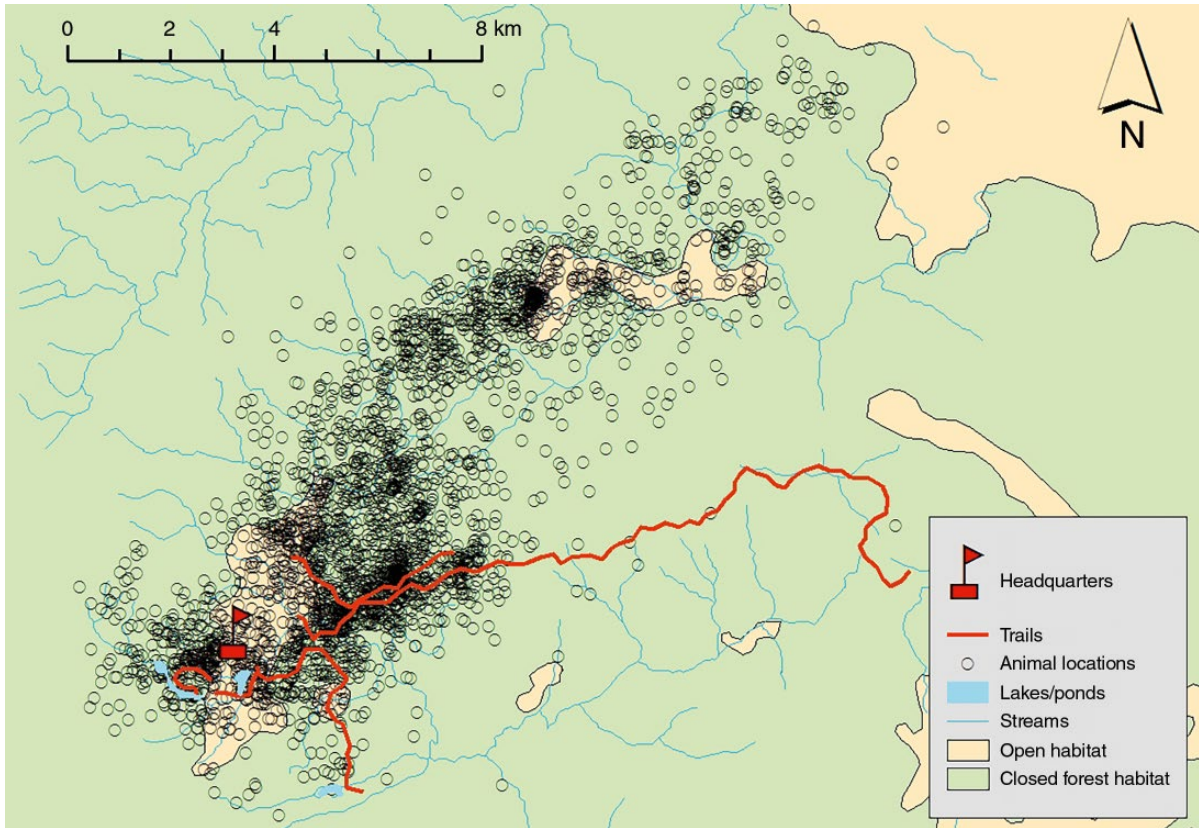 0 2 4 8 km
N
Headquarters
Trails
Animal locations
Lakes/ponds
Streams
Open habitat
Closed forest habitat